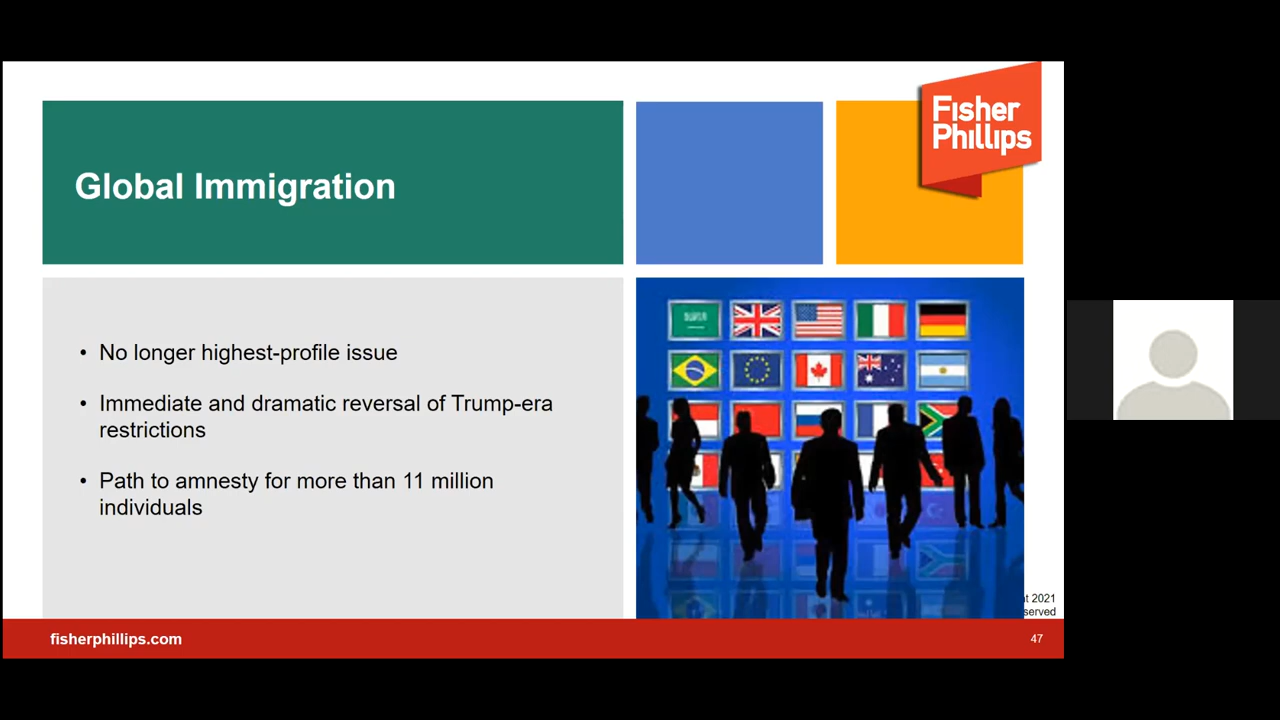 Fisher
Phillips
Global Immigration
• No longer highest-profile issue
• Immediate and dramatic reversal of Trump-era
restrictions
• Path to amnesty for more than 11 million
individuals
2021
fisherphillips.com
47